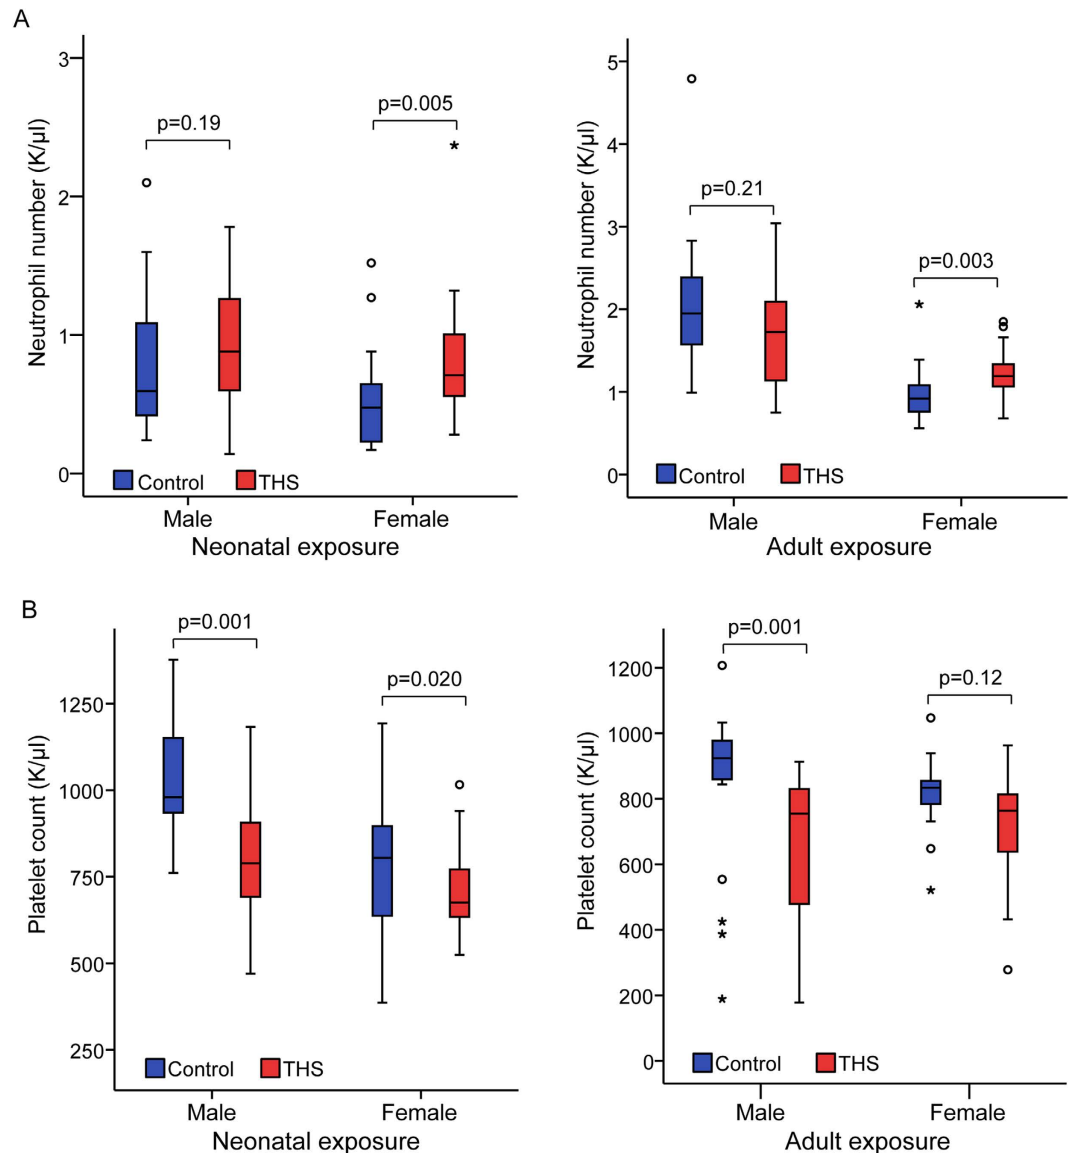 A
Neutrophil number (K/µl)
3
2
1
0
p=0.19
p=0.005
*
Control
THS
Male
Female
Neonatal exposure
Neutrophil number (K/µl)
5
4
3
2
1
0
p=0.21
p=0.003
*
Control
THS
Male
Female
Adult exposure
B
Platelet count (K/µl)
1250
1000
750
500
250
p=0.001
p=0.020
Control
THS
Male
Female
Neonatal exposure
Platelet count (K/µl)
1200
1000
800
600
400
200
0
p=0.001
p=0.12
*
*
*
*
Control
THS
Male
Female
Adult exposure